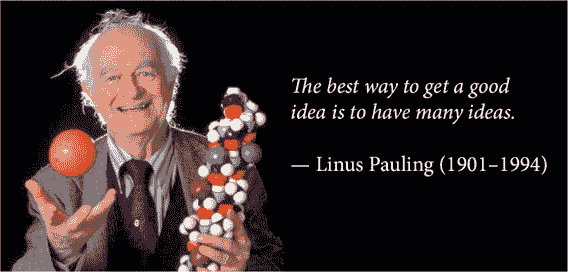 The best way to get a good
idea is to have many ideas.
— Linus Pauling (1901–1994)